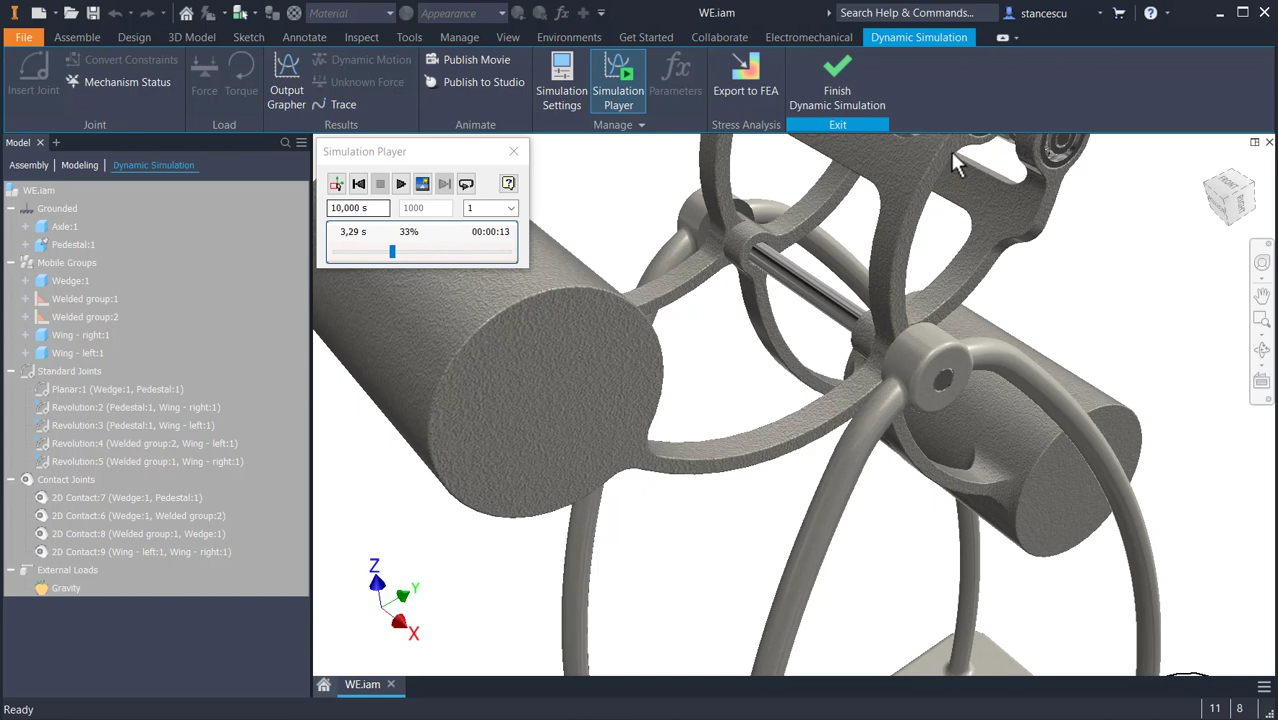 Material
Appearance
fx
WE.iam
Search Help & Commands...
stancescu
?
File
Assemble
Design
3D Model
Sketch
Annotate
Inspect
Tools
Manage
View
Environments
Get Started
Collaborate
Electromechanical
Dynamic Simulation
Insert Joint
Convert Constraints
Mechanism Status
Joint
Force
Torque
Load
Output Grapher
Dynamic Motion
Unknown Force
Trace
Results
Publish Movie
Publish to Studio
Animate
Simulation Settings
Simulation Player
fx
Parameters
Manage
Export to FEA
Stress Analysis
Finish Dynamic Simulation
Exit
Model
Assembly
Modeling
Dynamic Simulation
WE.iam
Grounded
Axle:1
Pedestal:1
Mobile Groups
Wedge:1
Welded group:1
Welded group:2
Wing - right:1
Wing - left:1
Standard Joints
Planar:1 (Wedge:1, Pedestal:1)
Revolution:2 (Pedestal:1, Wing - right:1)
Revolution:3 (Pedestal:1, Wing - left:1)
Revolution:4 (Welded group:2, Wing - left:1)
Revolution:5 (Welded group:1, Wing - right:1)
Contact Joints
2D Contact:7 (Wedge:1, Pedestal:1)
2D Contact:6 (Wedge:1, Welded group:2)
2D Contact:8 (Welded group:1, Wedge:1)
2D Contact:9 (Wing - left:1, Wing - right:1)
External Loads
Gravity
Simulation Player
?
10,000 s
1000
1
3,29 s
33%
00:00:13
FRONT
Z
Y
X
WE.iam
Ready
11
8